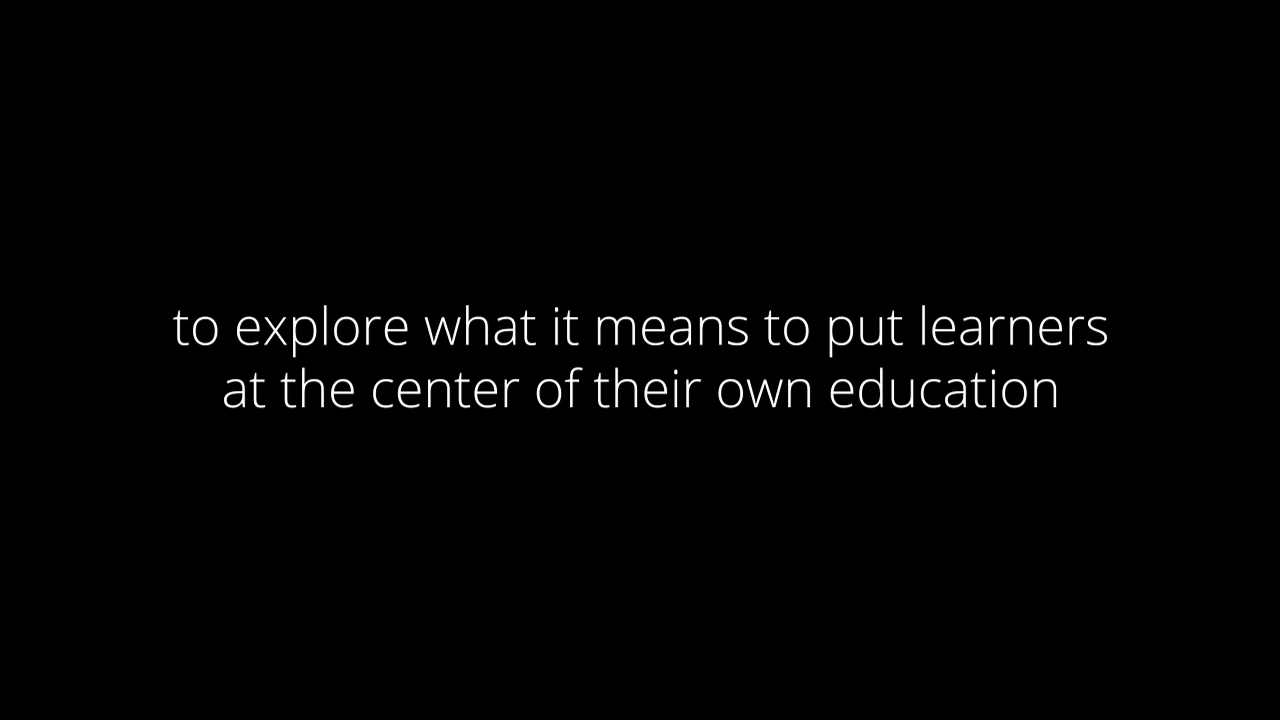 to explore what it means to put learners
at the center of their own education